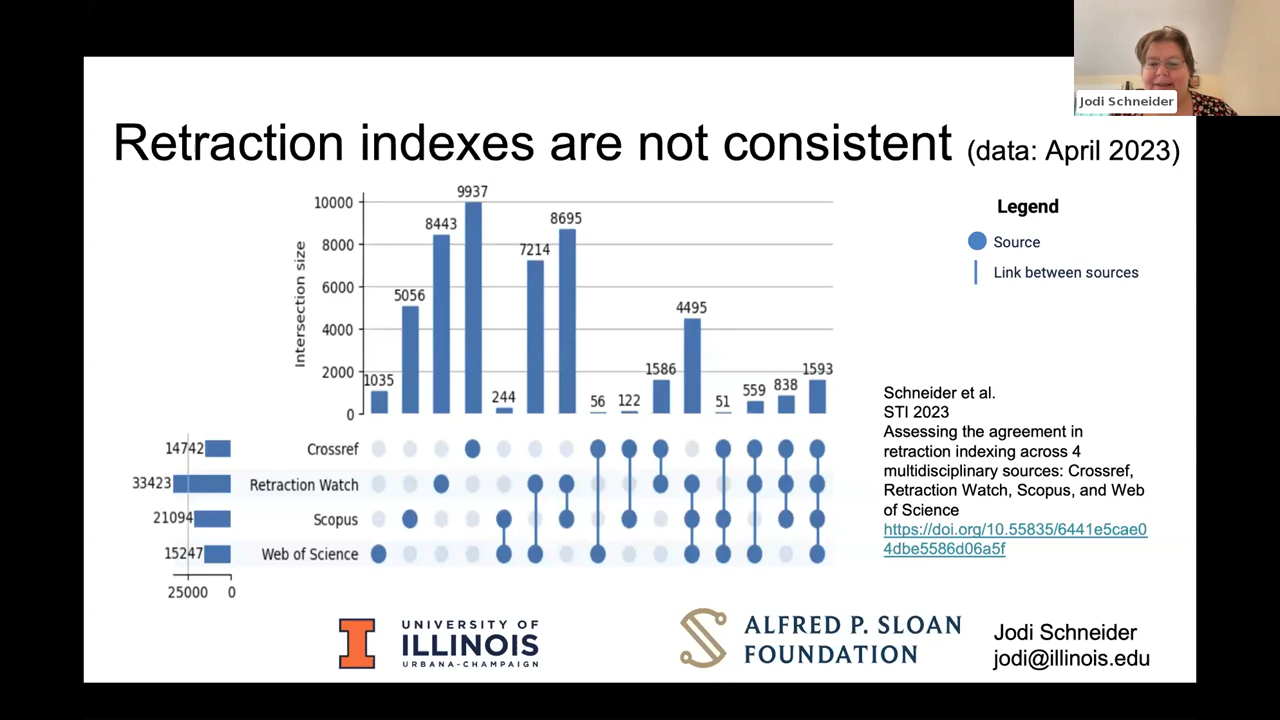 Jodi Schneider
Retraction indexes are not consistent (data: April 2023)
Intersection size
10000
8000
6000
4000
2000
0
1035
5056
8443
9937
244
7214
8695
56
122
1586
4495
51
559
838
1593
Legend
Source
Link between sources
14742
Crossref
33423
Retraction Watch
21094
Scopus
15247
Web of Science
25000 0
Schneider et al.
STI 2023
Assessing the agreement in
retraction indexing across 4
multidisciplinary sources: Crossref,
Retraction Watch, Scopus, and Web
of Science
https://doi.org/10.55835/6441e5cae0
4dbe5586d06a5f
UNIVERSITY OF
ILLINOIS
URBANA-CHAMPAIGN
ALFRED P. SLOAN
FOUNDATION
Jodi Schneider
jodi@illinois.edu